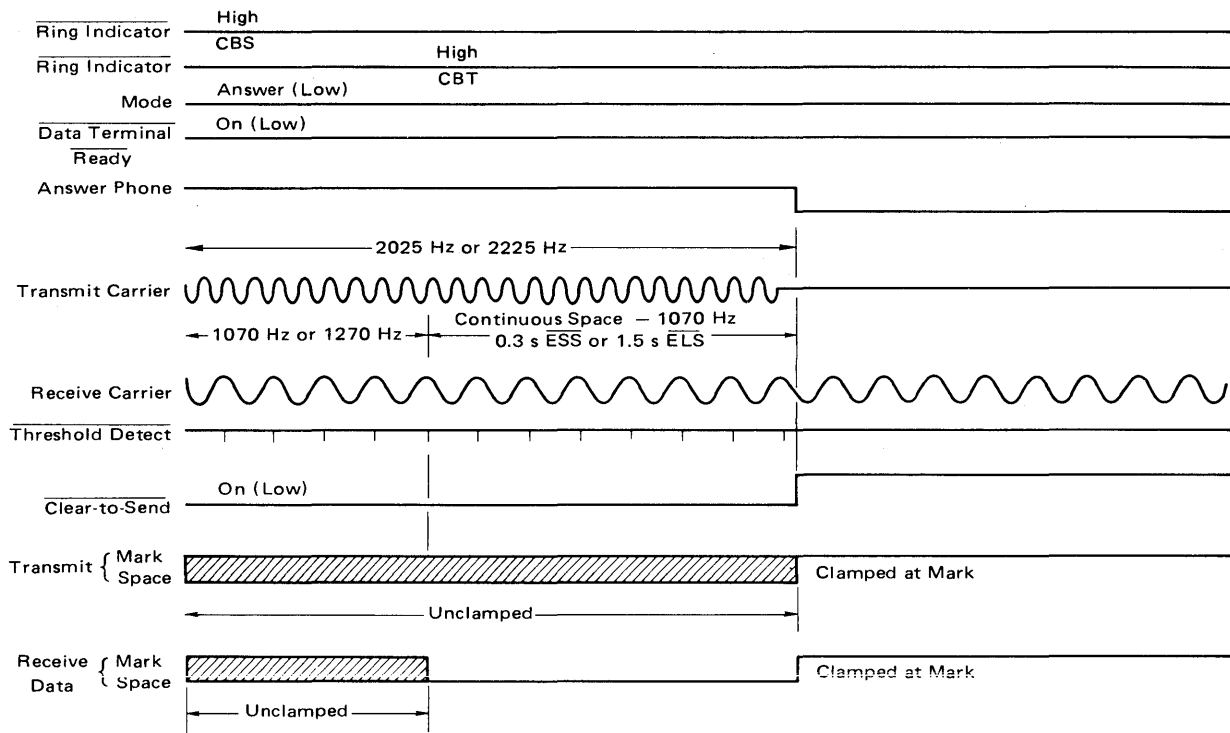 High
Ring Indicator
CBS
High
Ring Indicator
CBT
Answer (Low)
Mode
On (Low)
Data Terminal
Ready
Answer Phone
2025 Hz or 2225 Hz
Transmit Carrier
Continuous Space – 1070 Hz
1070 Hz or 1270 Hz
0.3 s ESS or 1.5 s ELS
Receive Carrier
Threshold Detect
On (Low)
Clear-to-Send
Transmit { Mark
Space
Clamped at Mark
Unclamped
Receive Data { Mark
Space
Clamped at Mark
Unclamped